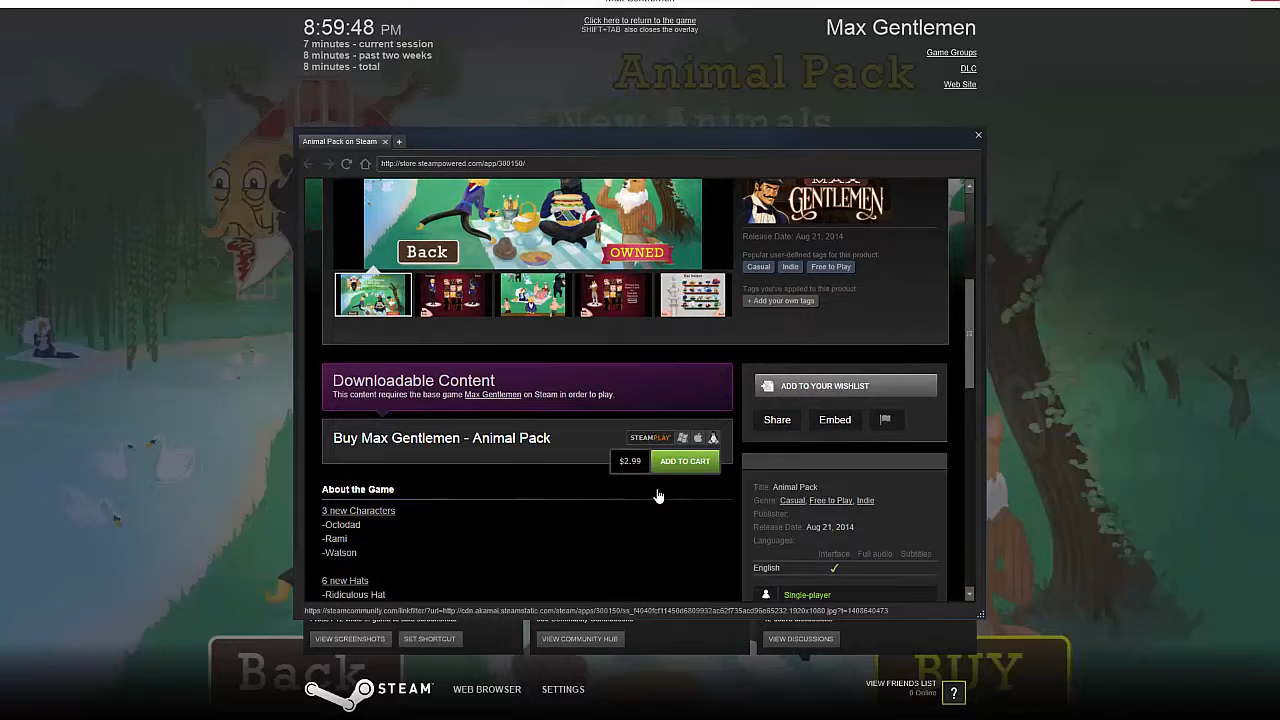 Max Gentlemen
8:59:48 PM
7 minutes - current session
8 minutes - past two weeks
8 minutes - total
Click here to return to the game
SHIFT+TAB also closes the overlay
Max Gentlemen
Game Groups
DLC
Web Site
Animal Pack
New Animals
Animal Pack on Steam
http://store.steampowered.com/app/300150/
Back
OWNED
MAX
GENTLEMEN
Release Date: Aug 21, 2014
Popular user-defined tags for this product:
Casual Indie Free to Play
Tags you've applied to this product:
+ Add your own tags
Downloadable Content
This content requires the base game Max Gentlemen on Steam in order to play.
Buy Max Gentlemen - Animal Pack
STEAMPLAY
$2.99 ADD TO CART
ADD TO YOUR WISHLIST
Share Embed
About the Game
3 new Characters
-Octodad
-Rami
-Watson
6 new Hats
-Ridiculous Hat
Title: Animal Pack
Genre: Casual, Free to Play, Indie
Publisher:
Release Date: Aug 21, 2014
Languages:
Interface Full audio Subtitles
English ✓
Single-player
VIEW SCREENSHOTS SET SHORTCUT VIEW COMMUNITY HUB VIEW DISCUSSIONS
Back
BUY
STEAM WEB BROWSER SETTINGS
VIEW FRIENDS LIST
0 Online
?